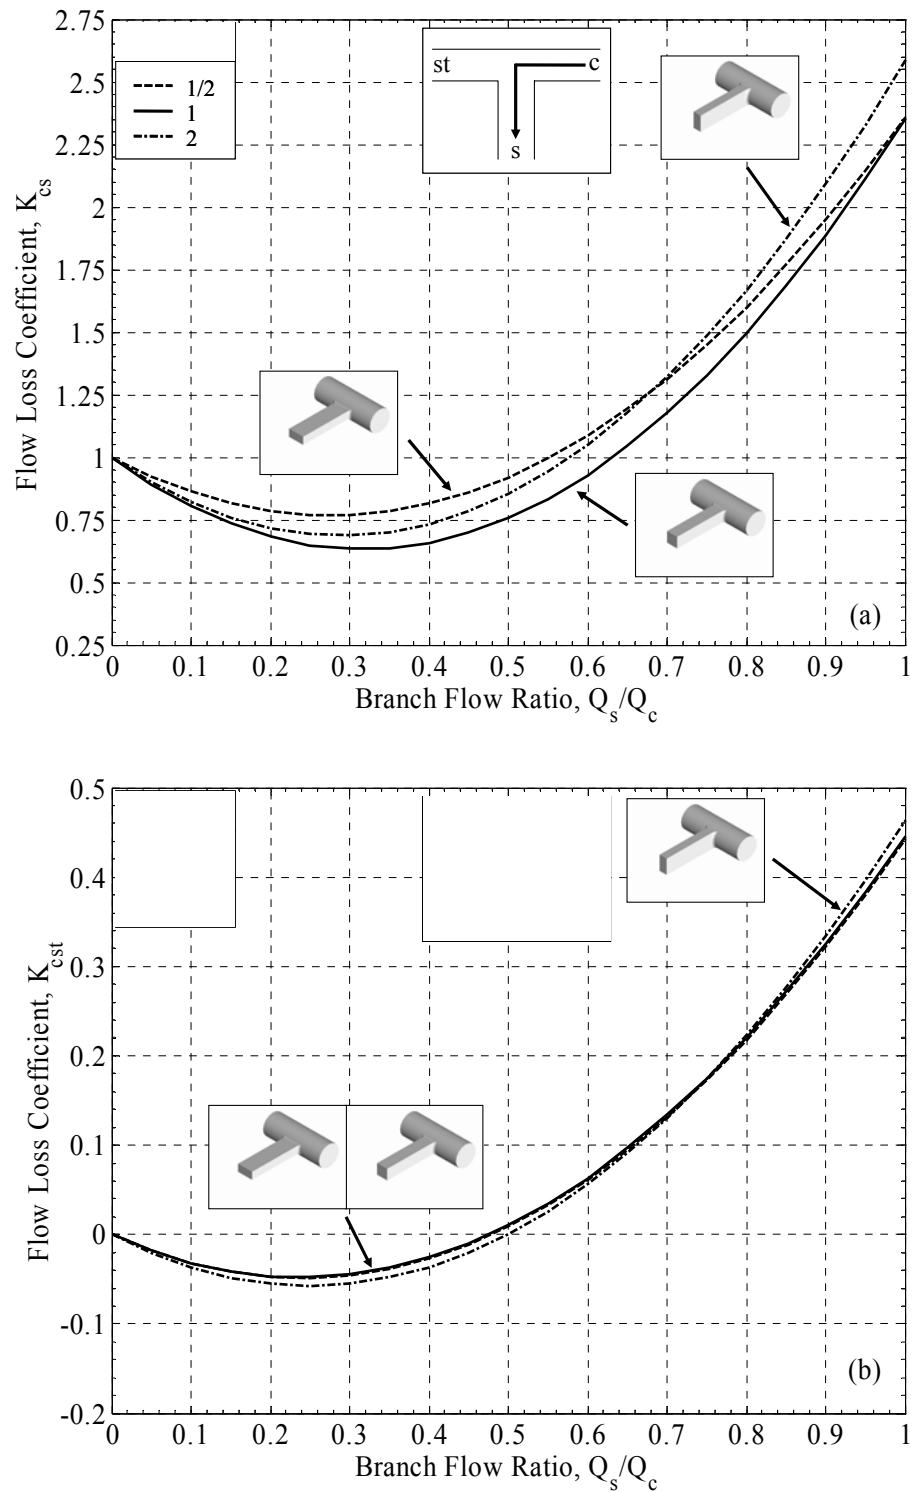 2.75
2.5
2.25
2
1.75
1.5
1.25
1
0.75
0.5
0.25
Flow Loss Coefficient, K_cs
1/2
1
2
st
c
s
(a)
0 0.1 0.2 0.3 0.4 0.5 0.6 0.7 0.8 0.9 1
Branch Flow Ratio, Q_s/Q_c
0.5
0.4
0.3
0.2
0.1
0
-0.1
-0.2
Flow Loss Coefficient, K_cst
(b)
0 0.1 0.2 0.3 0.4 0.5 0.6 0.7 0.8 0.9 1
Branch Flow Ratio, Q_s/Q_c